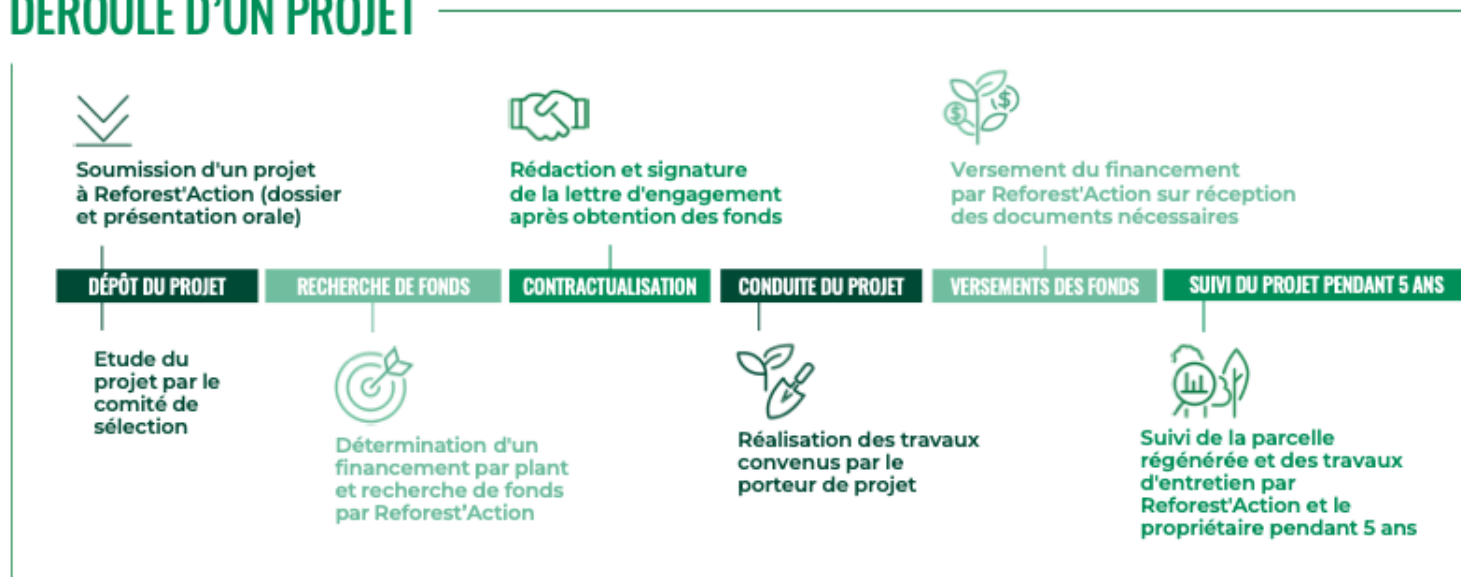 DÉROULÉ D'UN PROJET
Soumission d'un projet
à Reforest'Action (dossier
et présentation orale)
Rédaction et signature
de la lettre d'engagement
après obtention des fonds
Versement du financement
par Reforest'Action sur réception
des documents nécessaires
DÉPÔT DU PROJET
RECHERCHE DE FONDS
CONTRACTUALISATION
CONDUITE DU PROJET
VERSEMENTS DES FONDS
SUIVI DU PROJET PENDANT 5 ANS
Etude du
projet par le
comité de
sélection
Détermination d'un
financement par plant
et recherche de fonds
par Reforest'Action
Réalisation des travaux
convenus par le
porteur de projet
Suivi de la parcelle
régénérée et des travaux
d'entretien par
Reforest'Action et le
propriétaire pendant 5 ans